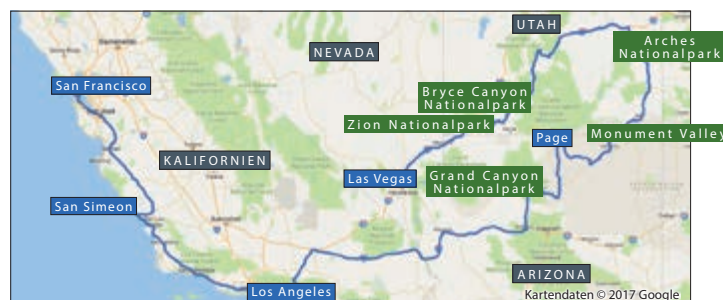 UTAH
NEVADA
Arches
Nationalpark
San Francisco
Bryce Canyon
Nationalpark
Zion Nationalpark
Page
Monument Valley
KALIFORNIEN
Las Vegas
Grand Canyon
Nationalpark
San Simeon
ARIZONA
Los Angeles
Kartendaten © 2017 Google